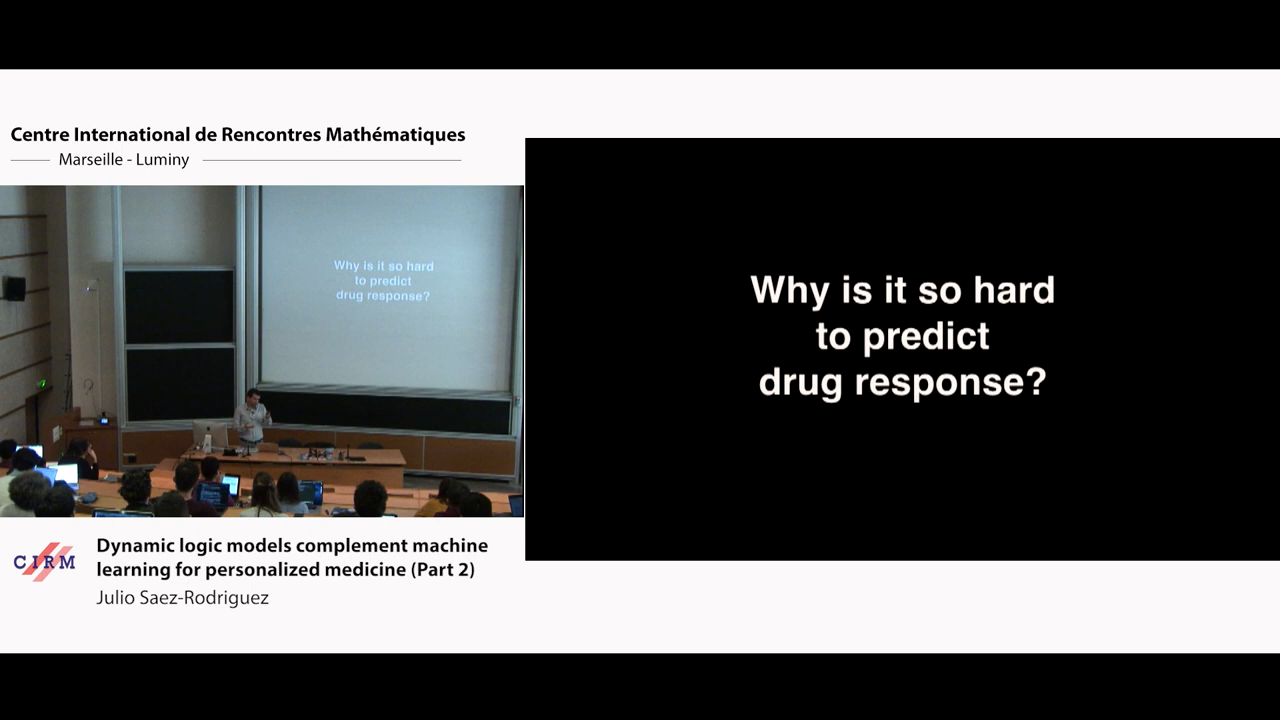 Centre International de Rencontres Mathématiques
Marseille - Luminy
Why is it so hard
to predict
drug response?
Why is it so hard
to predict
drug response?
CIRM
Dynamic logic models complement machine
learning for personalized medicine (Part 2)
Julio Saez-Rodriguez